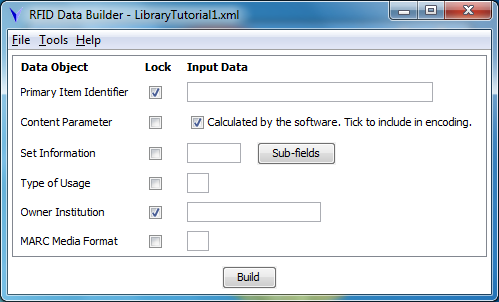 RFID Data Builder - LibraryTutorial1.xml
File Tools Help
Data Object Lock Input Data
Primary Item Identifier
Content Parameter Calculated by the software. Tick to include in encoding.
Set Information Sub-fields
Type of Usage
Owner Institution
MARC Media Format
Build